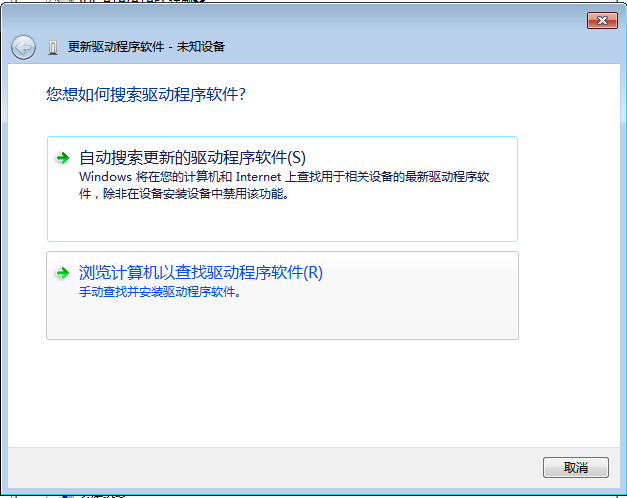 更新驱动程序软件 - 未知设备
您想如何搜索驱动程序软件?
自动搜索更新的驱动程序软件(S)
Windows 将在您的计算机和 Internet 上查找用于相关设备的最新驱动程序软
件，除非在设备安装设置中禁用该功能。
浏览计算机以查找驱动程序软件(R)
手动查找并安装驱动程序软件。
取消